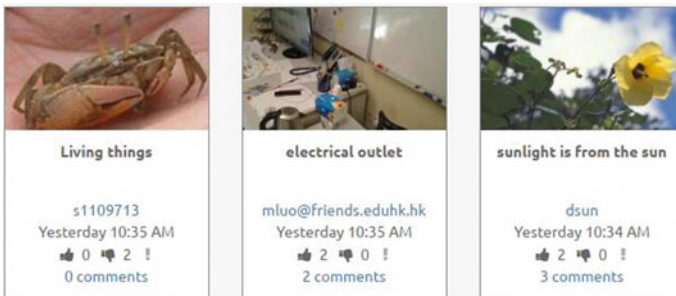 Living things
s1109713
Yesterday 10:35 AM
0 2 !
0 comments
electrical outlet
mluo@friends.eduhk.hk
Yesterday 10:35 AM
2 0 !
2 comments
sunlight is from the sun
dsun
Yesterday 10:34 AM
2 0 !
3 comments